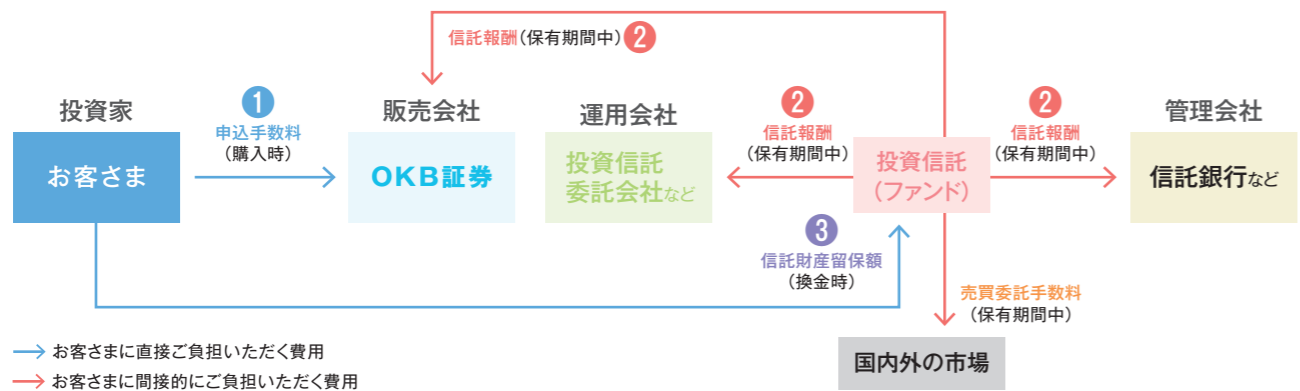 信託報酬(保有期間中)2
投資家
1
申込手数料
(購入時)
お客さま
販売会社
OKB証券
運用会社
投資信託
委託会社など
2
信託報酬
(保有期間中)
投資信託
(ファンド)
2
信託報酬
(保有期間中)
管理会社
信託銀行など
3
信託財産留保額
(換金時)
売買委託手数料
(保有期間中)
国内外の市場
お客さまに直接ご負担いただく費用
お客さまに間接的にご負担いただく費用